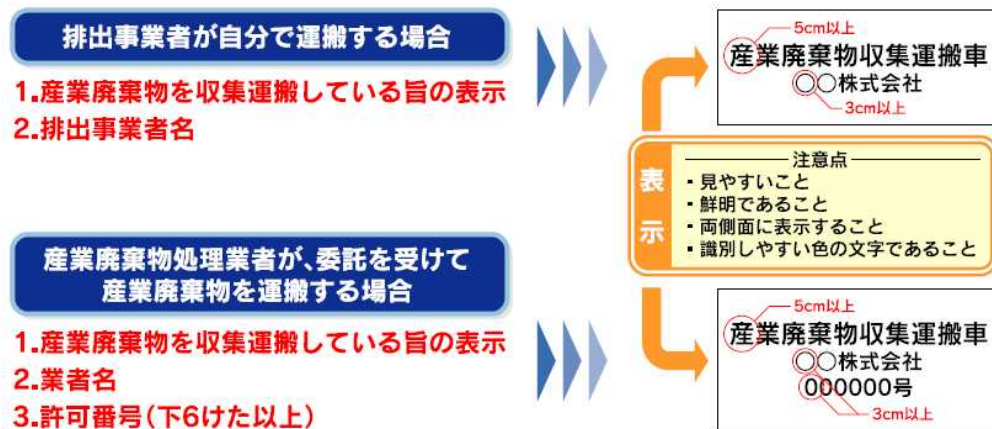 排出事業者が自分で運搬する場合
1.産業廃棄物を収集運搬している旨の表示
2.排出事業者名
5cm以上
産業廃棄物収集運搬車
○○株式会社
3cm以上
表示
注意点
・見やすいこと
・鮮明であること
・両側面に表示すること
・識別しやすい色の文字であること
産業廃棄物処理業者が、委託を受けて
産業廃棄物を運搬する場合
1.産業廃棄物を収集運搬している旨の表示
2.業者名
3.許可番号(下6けた以上)
5cm以上
産業廃棄物収集運搬車
○○株式会社
000000号
3cm以上